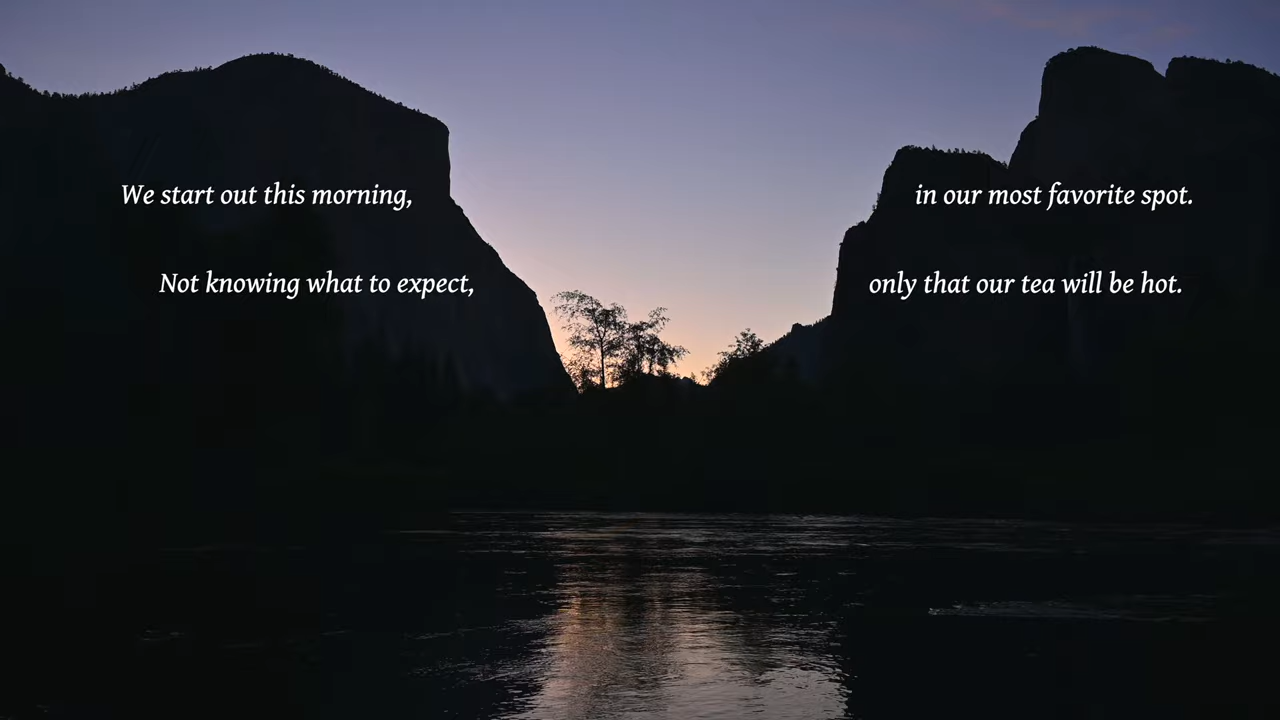 We start out this morning, in our most favorite spot.
Not knowing what to expect, only that our tea will be hot.